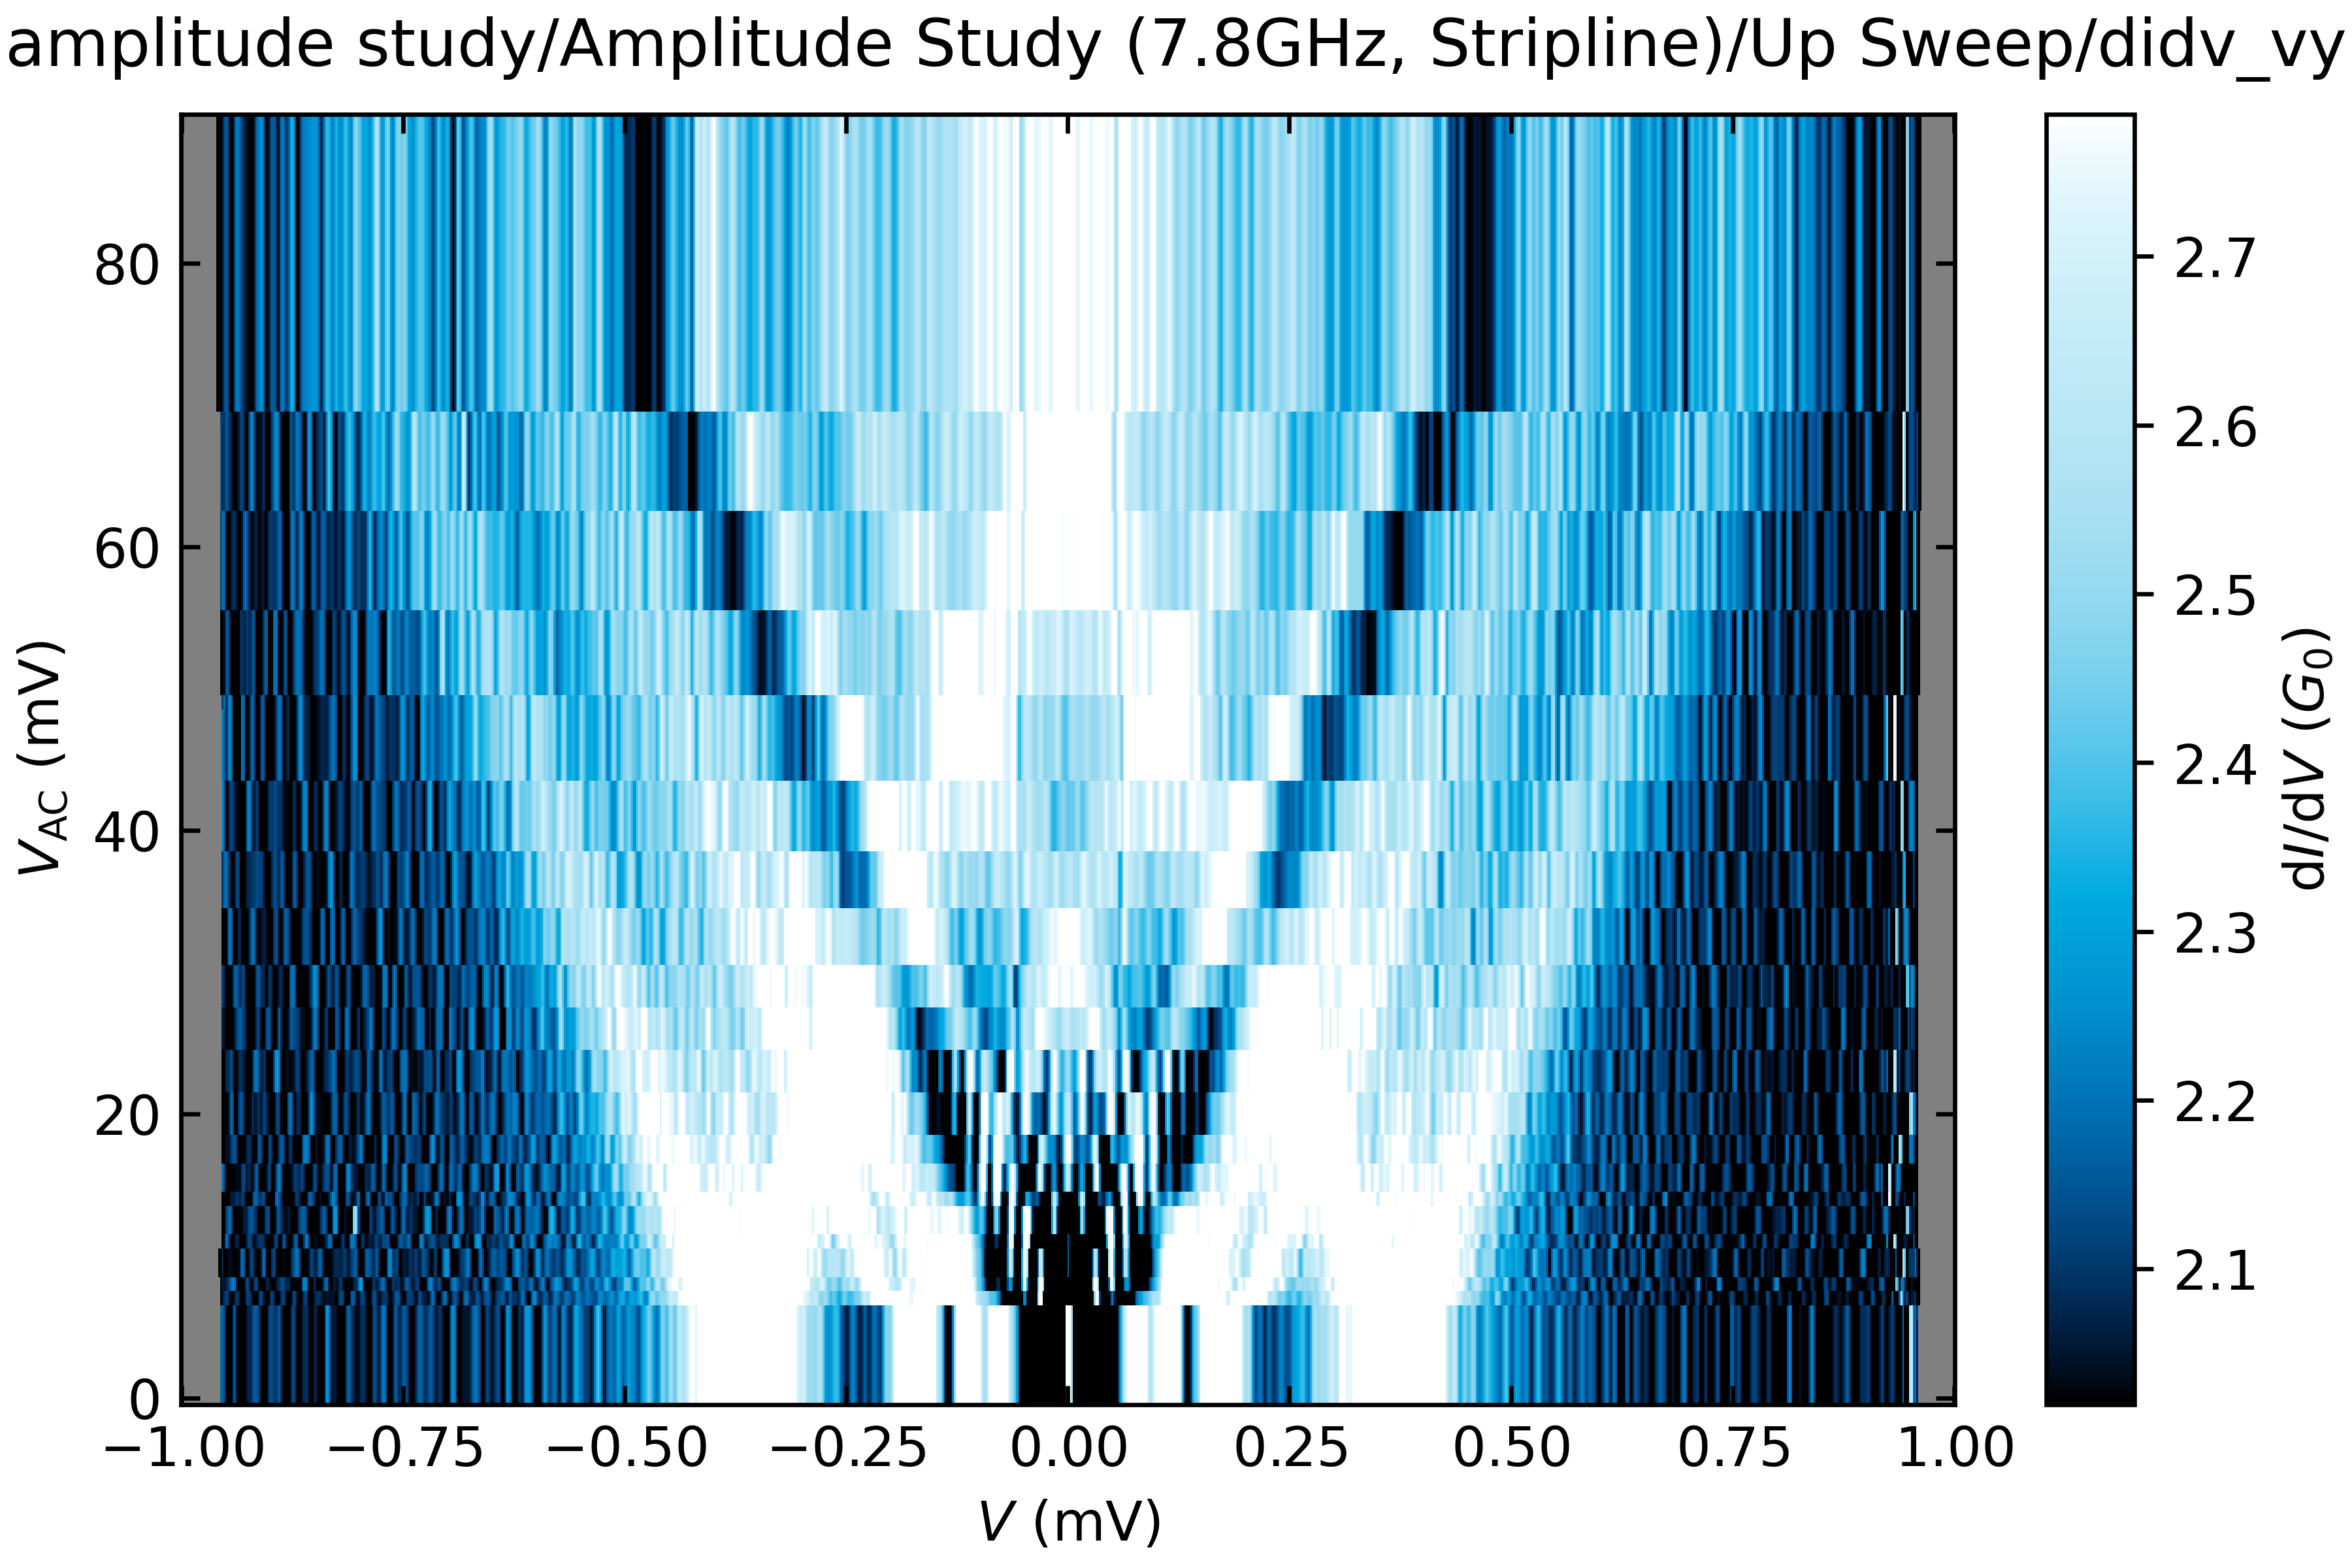 amplitude study/Amplitude Study (7.8GHz, Stripline)/Up Sweep/didv_vy
80
60
40
20
0
V_AC (mV)
−1.00 −0.75 −0.50 −0.25 0.00 0.25 0.50 0.75 1.00
V (mV)
2.7
2.6
2.5
2.4
2.3
2.2
2.1
dI/dV (G₀)